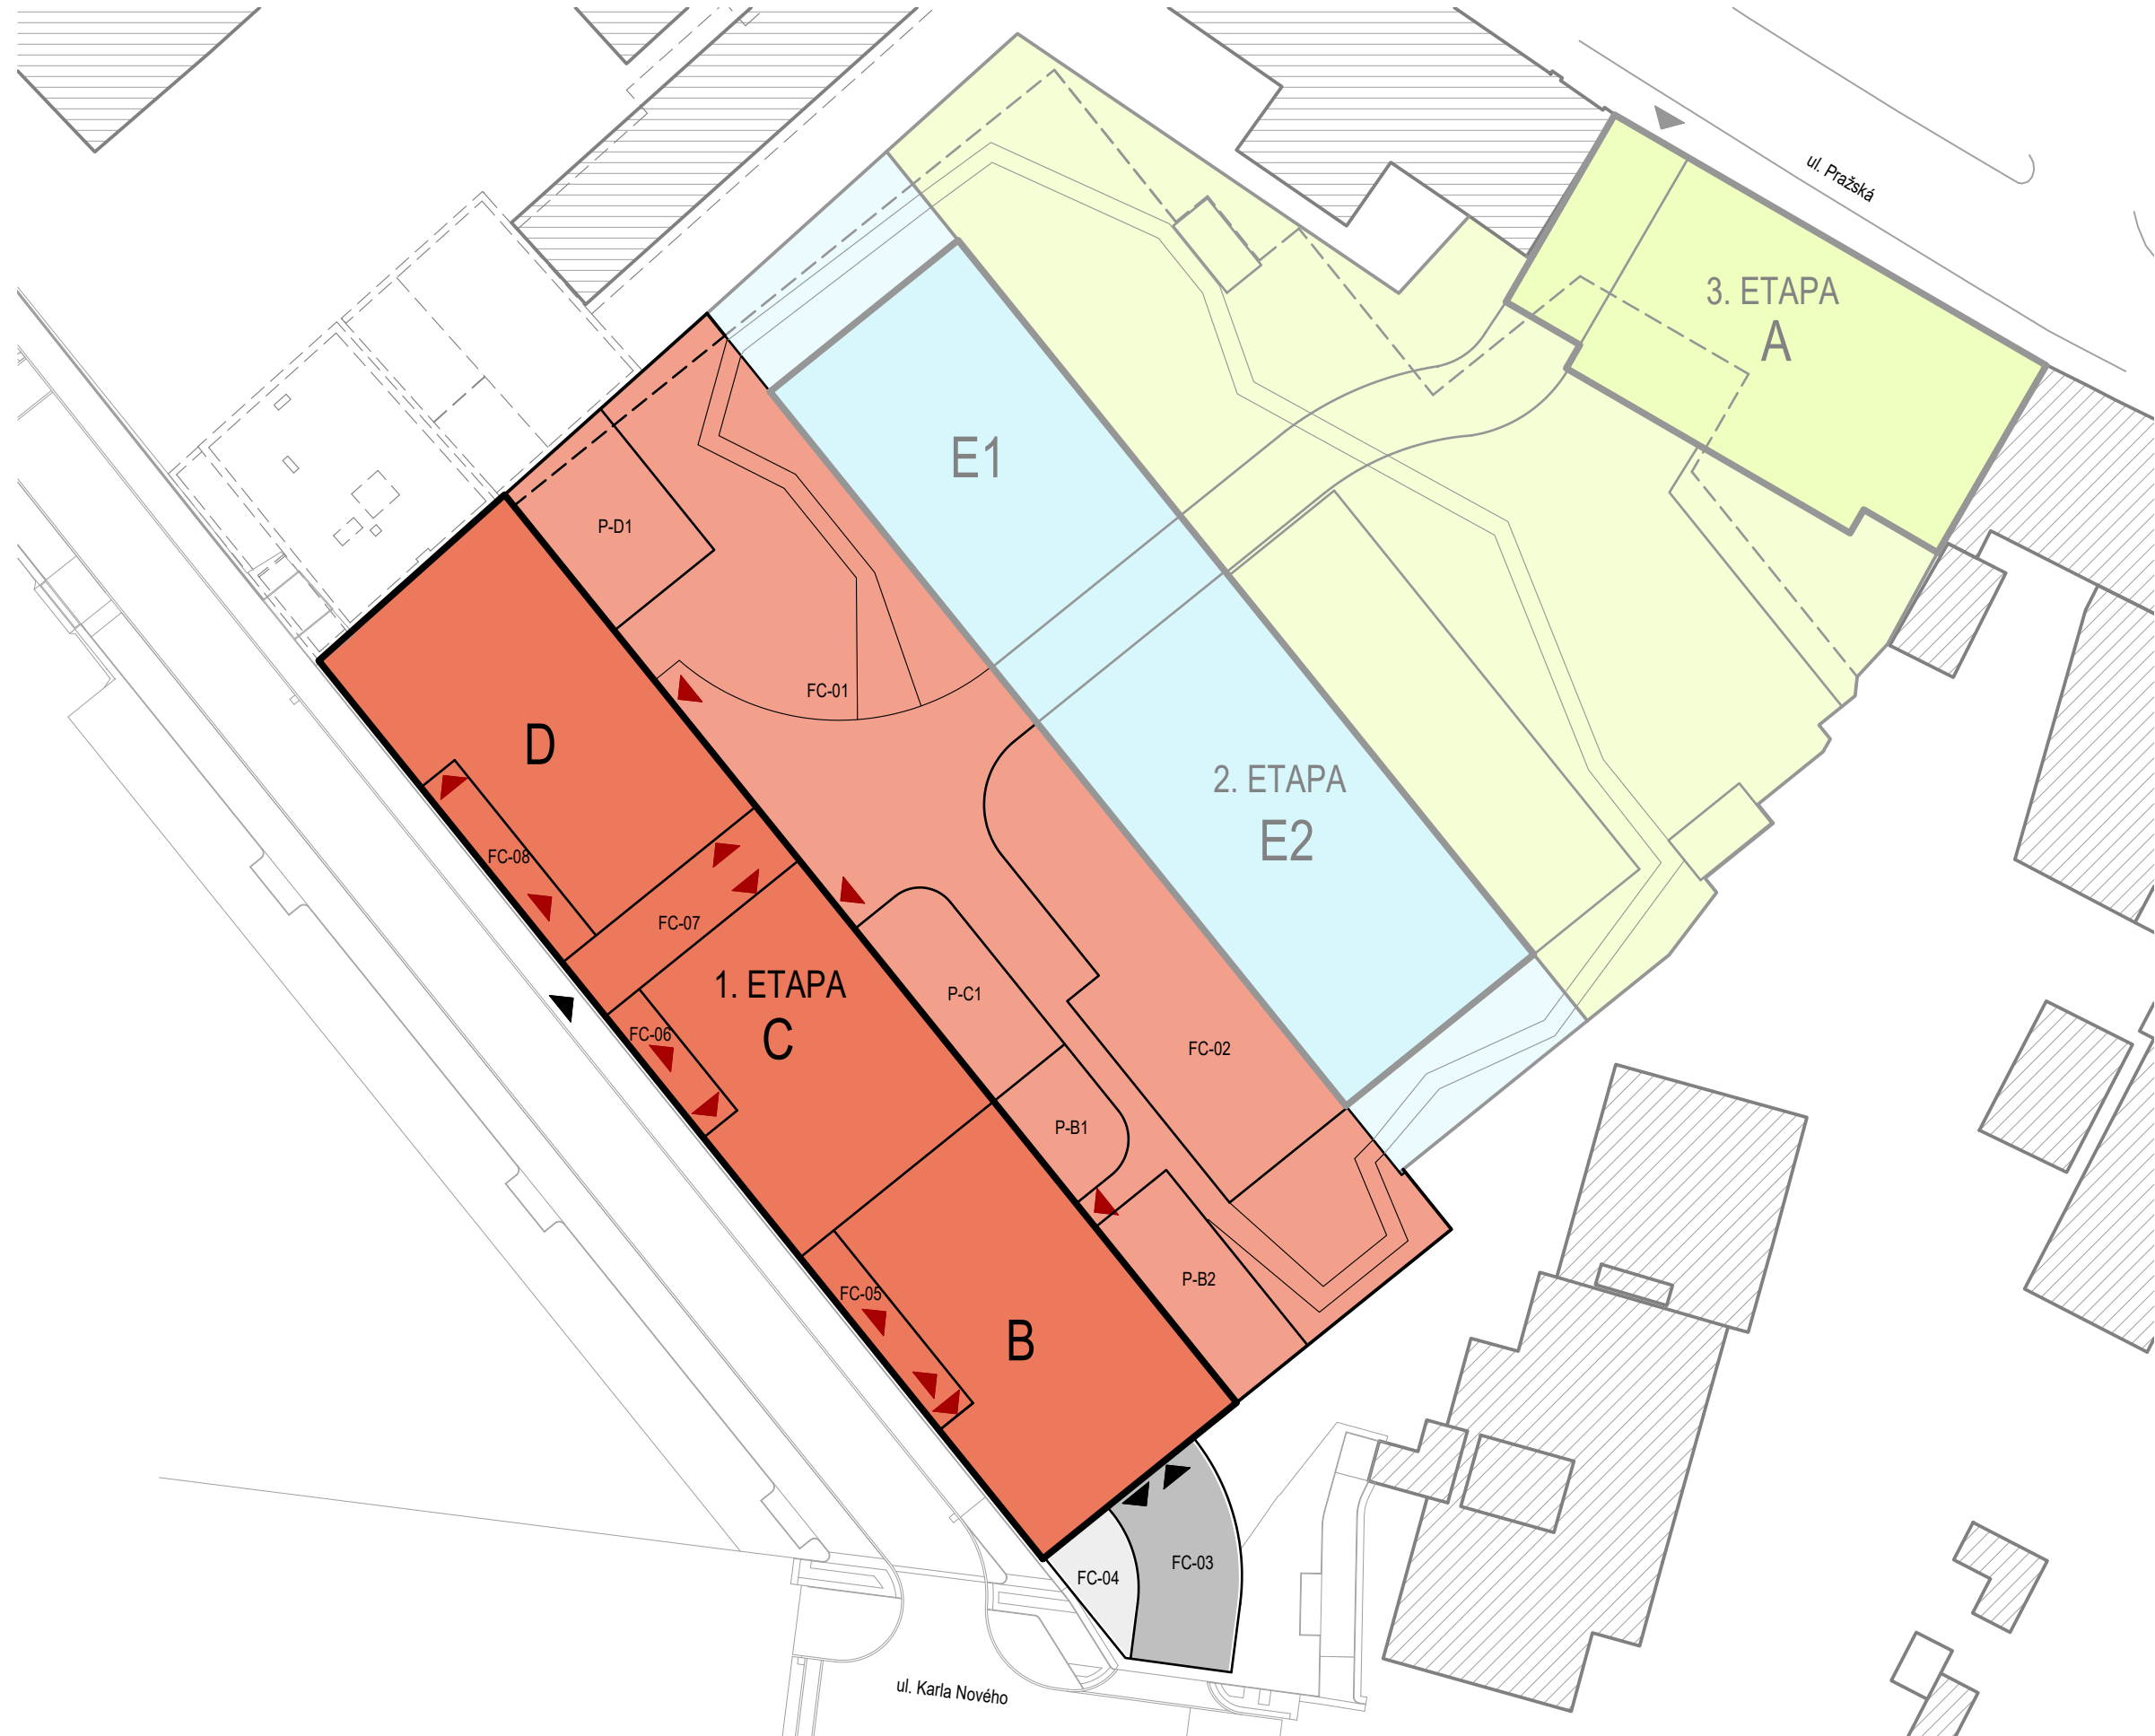 ul. Pražská
3. ETAPA
A
E1
P-D1
FC-01
D
2. ETAPA
E2
FC-08
FC-07
1. ETAPA
C
P-C1
FC-06
FC-02
P-B1
P-B2
FC-05
B
FC-03
FC-04
ul. Karla Nového